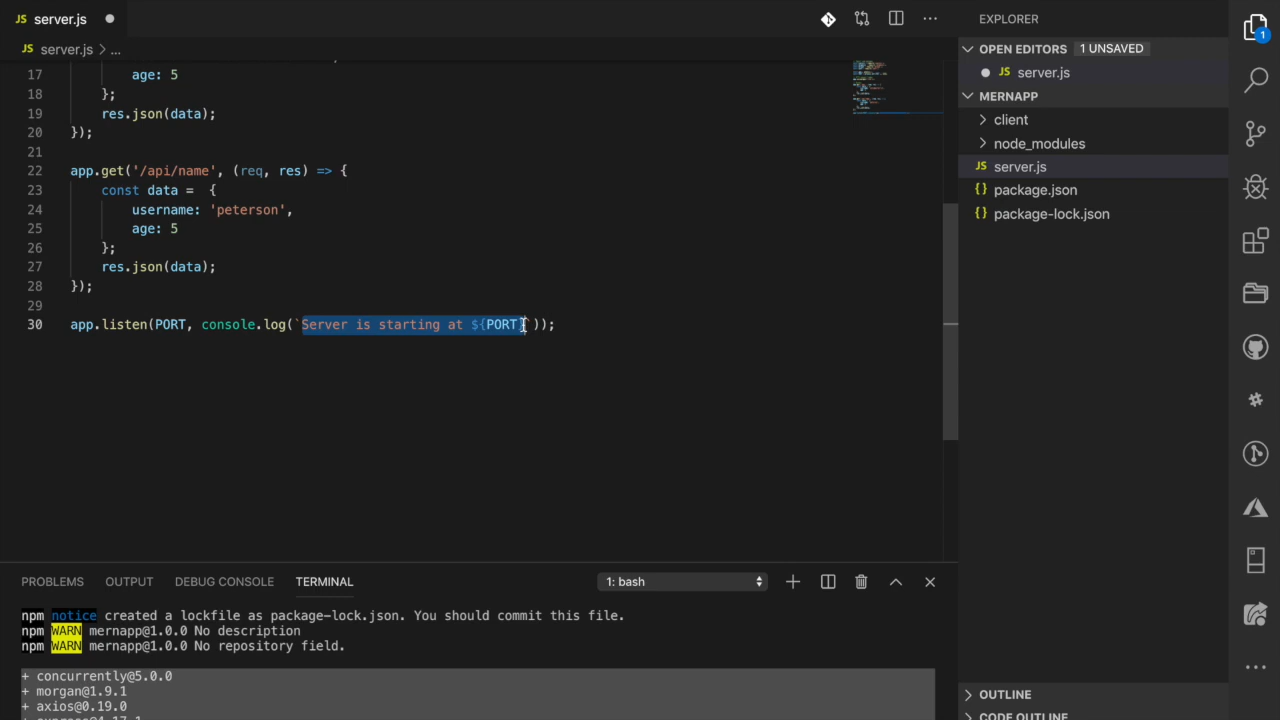 JS server.js
EXPLORER
JS server.js > ...
OPEN EDITORS 1 UNSAVED
JS server.js
MERNAPP
client
node_modules
JS server.js
{} package.json
{} package-lock.json
1
17 age: 5
18 };
19 res.json(data);
20 });
21
22 app.get('/api/name', (req, res) => {
23 const data =  {
24 username: 'peterson',
25 age: 5
26 };
27 res.json(data);
28 });
29
30 app.listen(PORT, console.log(`Server is starting at ${PORT}`));
PROBLEMS OUTPUT DEBUG CONSOLE TERMINAL 1: bash
npm notice created a lockfile as package-lock.json. You should commit this file.
npm WARN mernapp@1.0.0 No description
npm WARN mernapp@1.0.0 No repository field.
+ concurrently@5.0.0
+ morgan@1.9.1
+ axios@0.19.0
OUTLINE
CODE OUTLINE